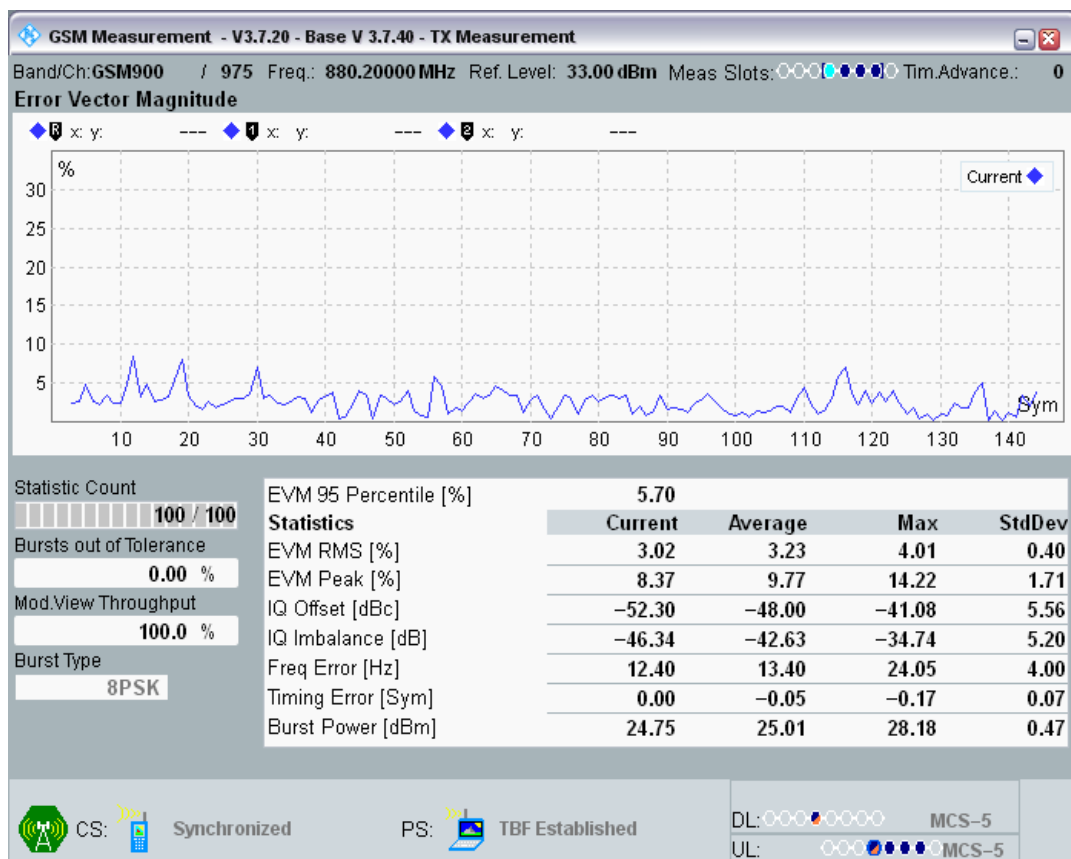 GSM Measurement - V3.7.20 - Base V 3.7.40 - TX Measurement
Band/Ch:GSM900 / 975 Freq.: 880.20000 MHz Ref. Level: 33.00 dBm Meas Slots: Tim.Advance.: 0
Error Vector Magnitude
R x: y: --- 1 x: y: --- 2 x: y: ---
%
Current
30
25
20
15
10
5
Sym
10 20 30 40 50 60 70 80 90 100 110 120 130 140
Statistic Count
100 / 100
Bursts out of Tolerance
0.00 %
Mod.View Throughput
100.0 %
Burst Type
8PSK
EVM 95 Percentile [%] 5.70
Statistics Current Average Max StdDev
EVM RMS [%] 3.02 3.23 4.01 0.40
EVM Peak [%] 8.37 9.77 14.22 1.71
IQ Offset [dBc] −52.30 −48.00 −41.08 5.56
IQ Imbalance [dB] −46.34 −42.63 −34.74 5.20
Freq Error [Hz] 12.40 13.40 24.05 4.00
Timing Error [Sym] 0.00 −0.05 −0.17 0.07
Burst Power [dBm] 24.75 25.01 28.18 0.47
CS: Synchronized PS: TBF Established
DL: MCS−5
UL: MCS−5